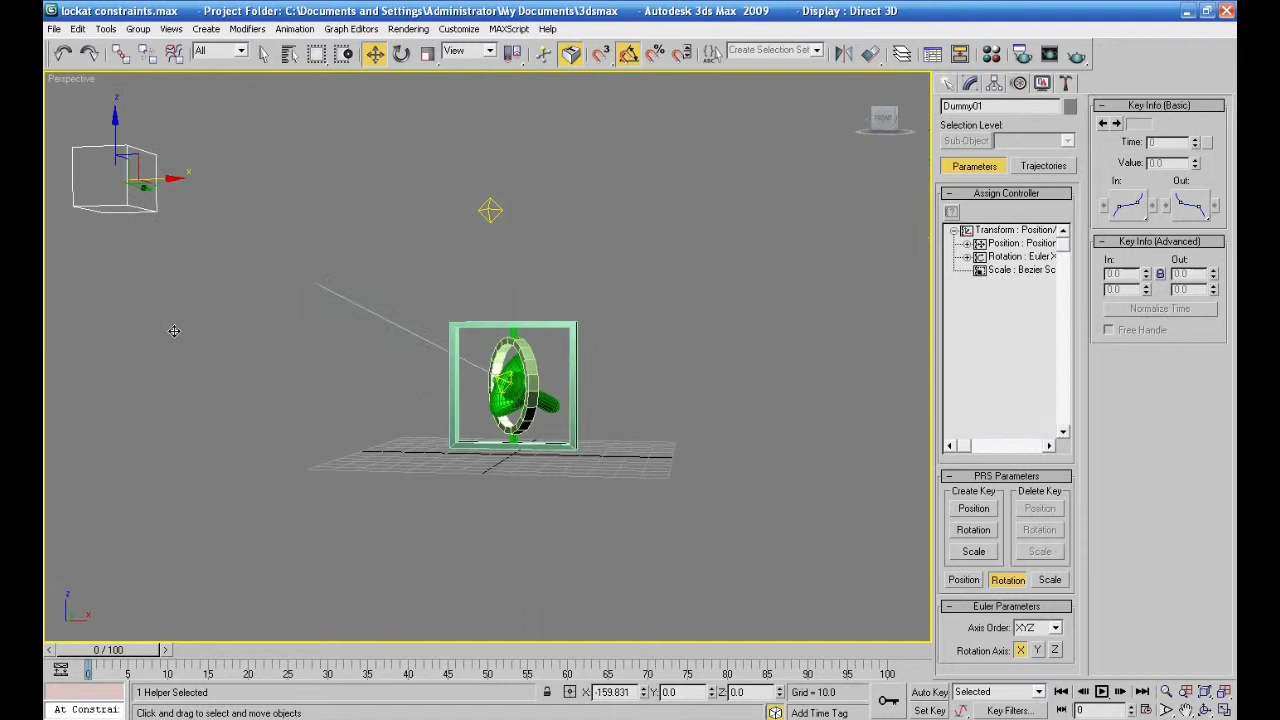 lockat constraints.max - Project Folder: C:\Documents and Settings\Administrator\My Documents\3dsmax - Autodesk 3ds Max 2009 - Display : Direct 3D
File Edit Tools Group Views Create Modifiers Animation Graph Editors Rendering Customize MAXScript Help
All View 3 Create Selection Set
Perspective
z
x
FRONT
Dummy01
Selection Level:
Sub-Object
Parameters Trajectories
Assign Controller
Transform : Position/
Position : Position
Rotation : Euler X
Scale : Bezier Sc
PRS Parameters
Create Key Delete Key
Position Position
Rotation Rotation
Scale Scale
Position Rotation Scale
Euler Parameters
Axis Order: XYZ
Rotation Axis: X Y Z
Key Info (Basic)
Time: 0
Value: 0.0
In: Out:
Key Info (Advanced)
In: Out:
0.0 0.0
0.0 0.0
Normalize Time
Free Handle
z
x
0 / 100
0 5 10 15 20 25 30 35 40 45 50 55 60 65 70 75 80 85 90 95 100
1 Helper Selected X: -159.831 Y: 0.0 Z: 0.0 Grid = 10.0 Auto Key Selected
At Constrai Click and drag to select and move objects Add Time Tag Set Key Key Filters... 0